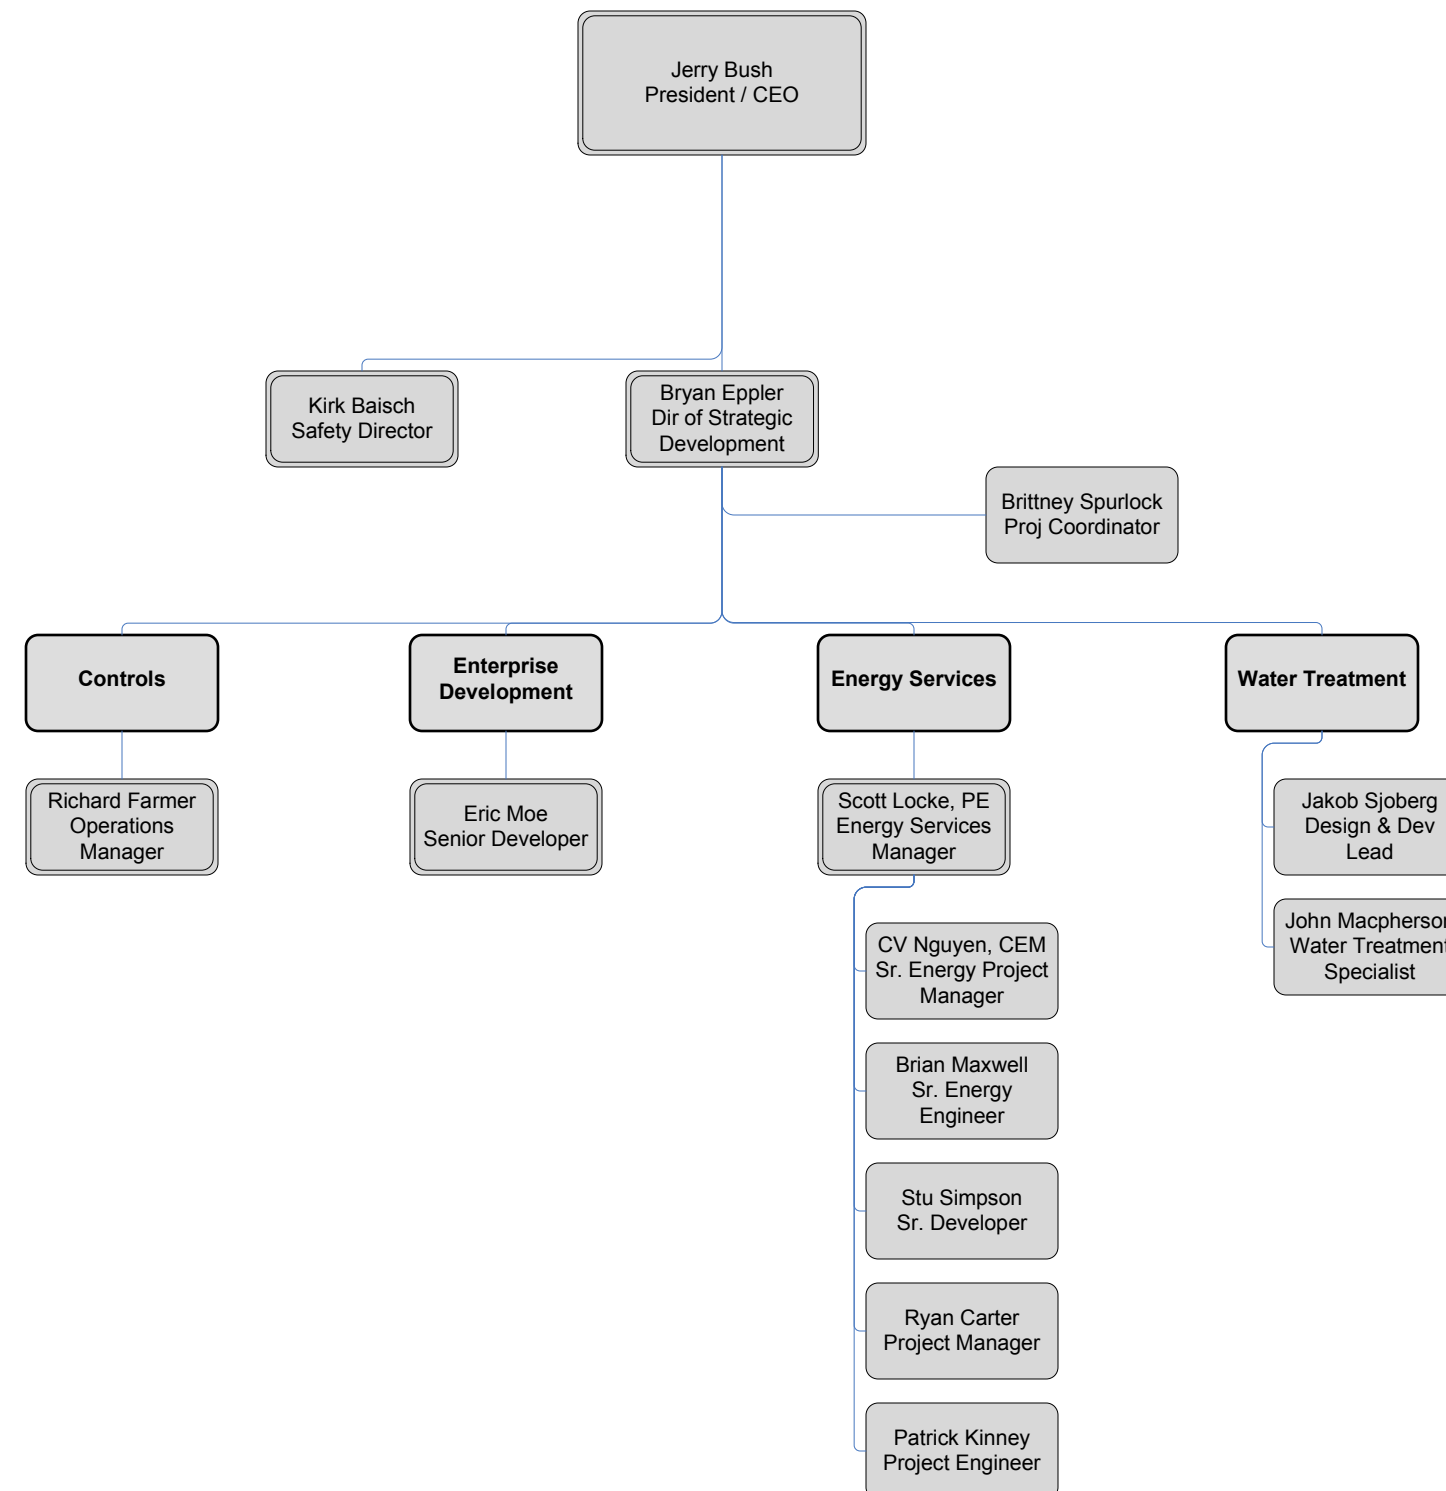 Jerry Bush
President / CEO
Kirk Baisch
Safety Director
Bryan Eppler
Dir of Strategic
Development
Brittney Spurlock
Proj Coordinator
Controls
Enterprise
Development
Energy Services
Water Treatment
Richard Farmer
Operations
Manager
Eric Moe
Senior Developer
Scott Locke, PE
Energy Services
Manager
Jakob Sjoberg
Design & Dev
Lead
John Macpherson
Water Treatment
Specialist
CV Nguyen, CEM
Sr. Energy Project
Manager
Brian Maxwell
Sr. Energy
Engineer
Stu Simpson
Sr. Developer
Ryan Carter
Project Manager
Patrick Kinney
Project Engineer